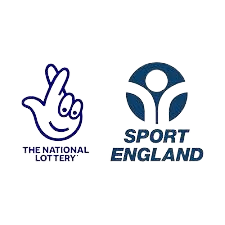 THE NATIONAL
LOTTERY
SPORT
ENGLAND